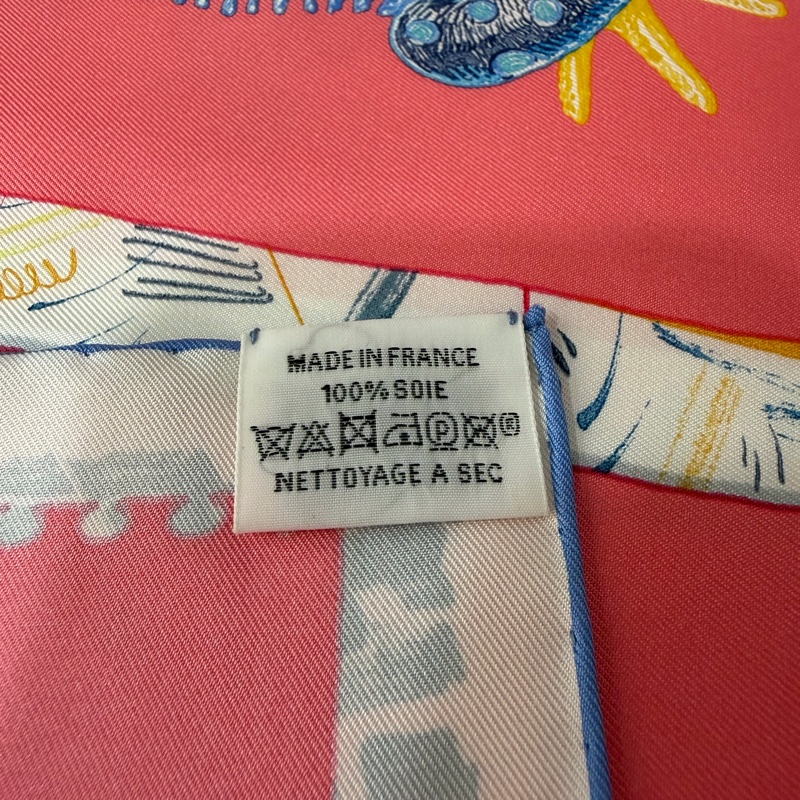 MADE IN FRANCE
100% SOIE
P ®
NETTOYAGE A SEC